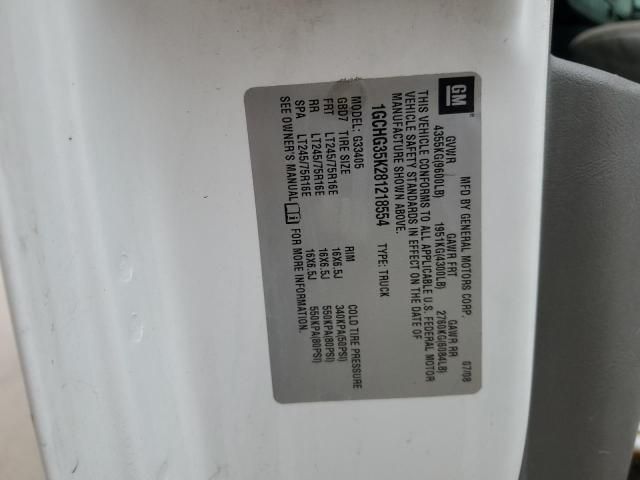 GM
MFD BY GENERAL MOTORS CORP. 07/08
GVWR GAWR FRT GAWR RR
4355KG(9600LB) 1951KG(4300LB) 2760KG(6084LB)
THIS VEHICLE CONFORMS TO ALL APPLICABLE U.S. FEDERAL MOTOR
VEHICLE SAFETY STANDARDS IN EFFECT ON THE DATE OF
MANUFACTURE SHOWN ABOVE.
1GCHG35K281218554 TYPE: TRUCK
MODEL: G33405
GBD7 TIRE SIZE RIM COLD TIRE PRESSURE
FRT LT245/75R16E 16X6.5J 340KPA(50PSI)
RR LT245/75R16E 16X6.5J 550KPA(80PSI)
SPA LT245/75R16E 16X6.5J 550KPA(80PSI)
SEE OWNER'S MANUAL FOR MORE INFORMATION.